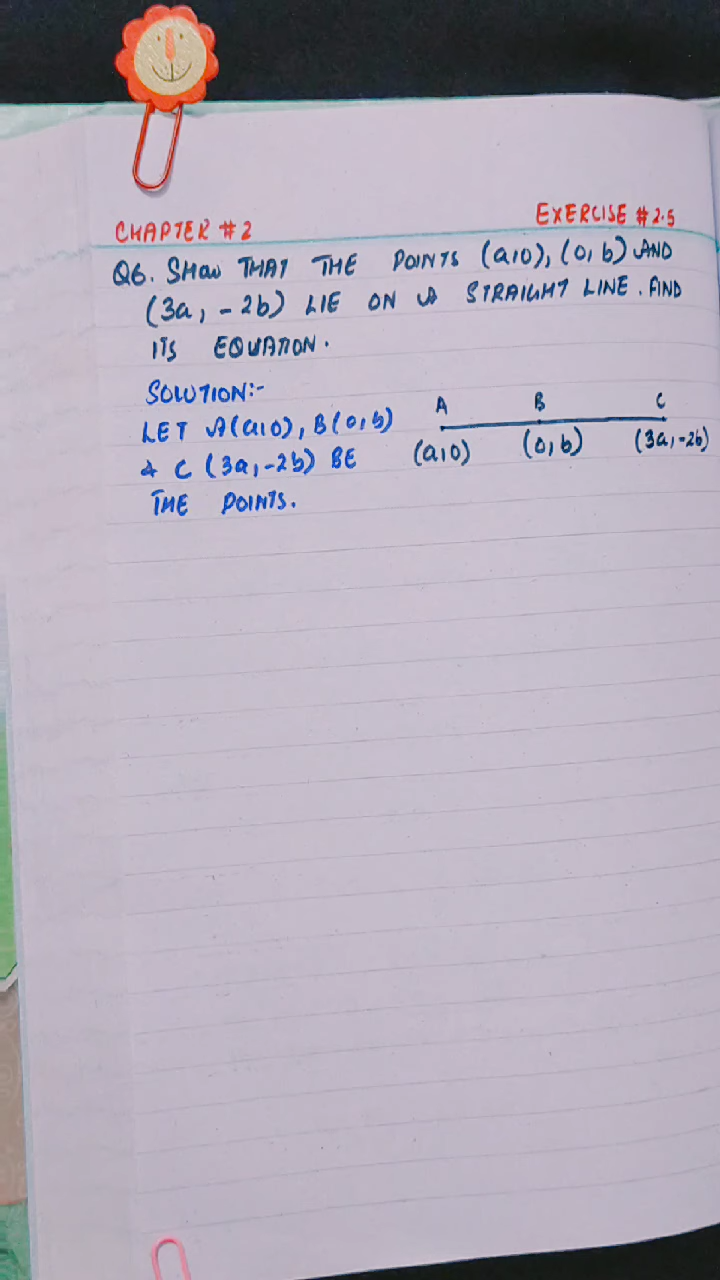 CHAPTER #2 EXERCISE #2.5
Q6. SHOW THAT THE POINTS (a,0), (0, b) AND
(3a, -2b) LIE ON A STRAIGHT LINE. FIND
ITS EQUATION.
SOLUTION:-
LET A(a,0), B(0,b)
& C (3a,-2b) BE
THE POINTS.
A B C
(a,0) (0,b) (3a,-2b)